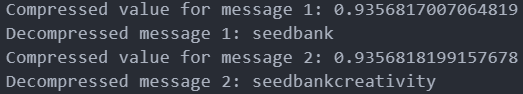 Compressed value for message 1: 0.9356817007064819
Decompressed message 1: seedbank
Compressed value for message 2: 0.9356818199157678
Decompressed message 2: seedbankcreativity